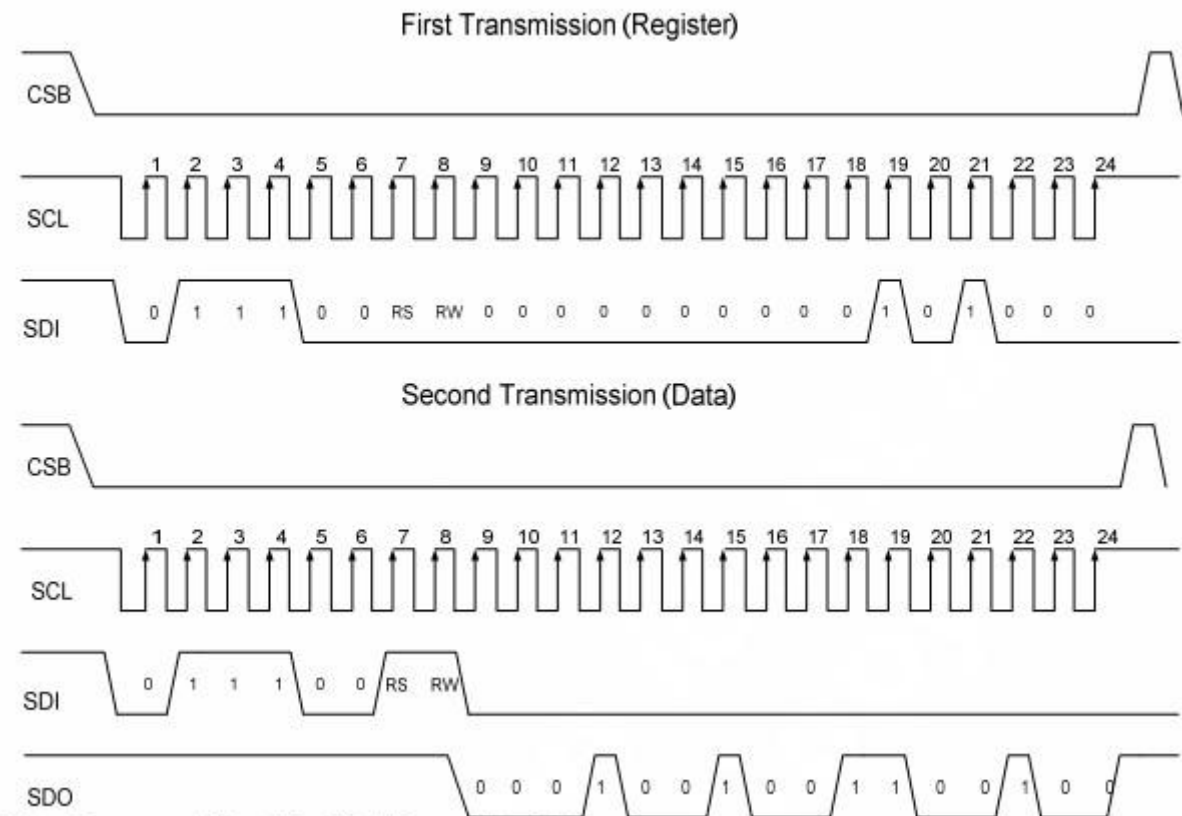 First Transmission (Register)
CSB
1 2 3 4 5 6 7 8 9 10 11 12 13 14 15 16 17 18 19 20 21 22 23 24
SCL
0 1 1 1 0 0 RS RW 0 0 0 0 0 0 0 0 0 0 1 0 1 0 0 0
SDI
Second Transmission (Data)
CSB
1 2 3 4 5 6 7 8 9 10 11 12 13 14 15 16 17 18 19 20 21 22 23 24
SCL
0 1 1 1 0 0 RS RW
SDI
0 0 0 1 0 0 1 0 0 1 1 0 0 1 0 0
SDO